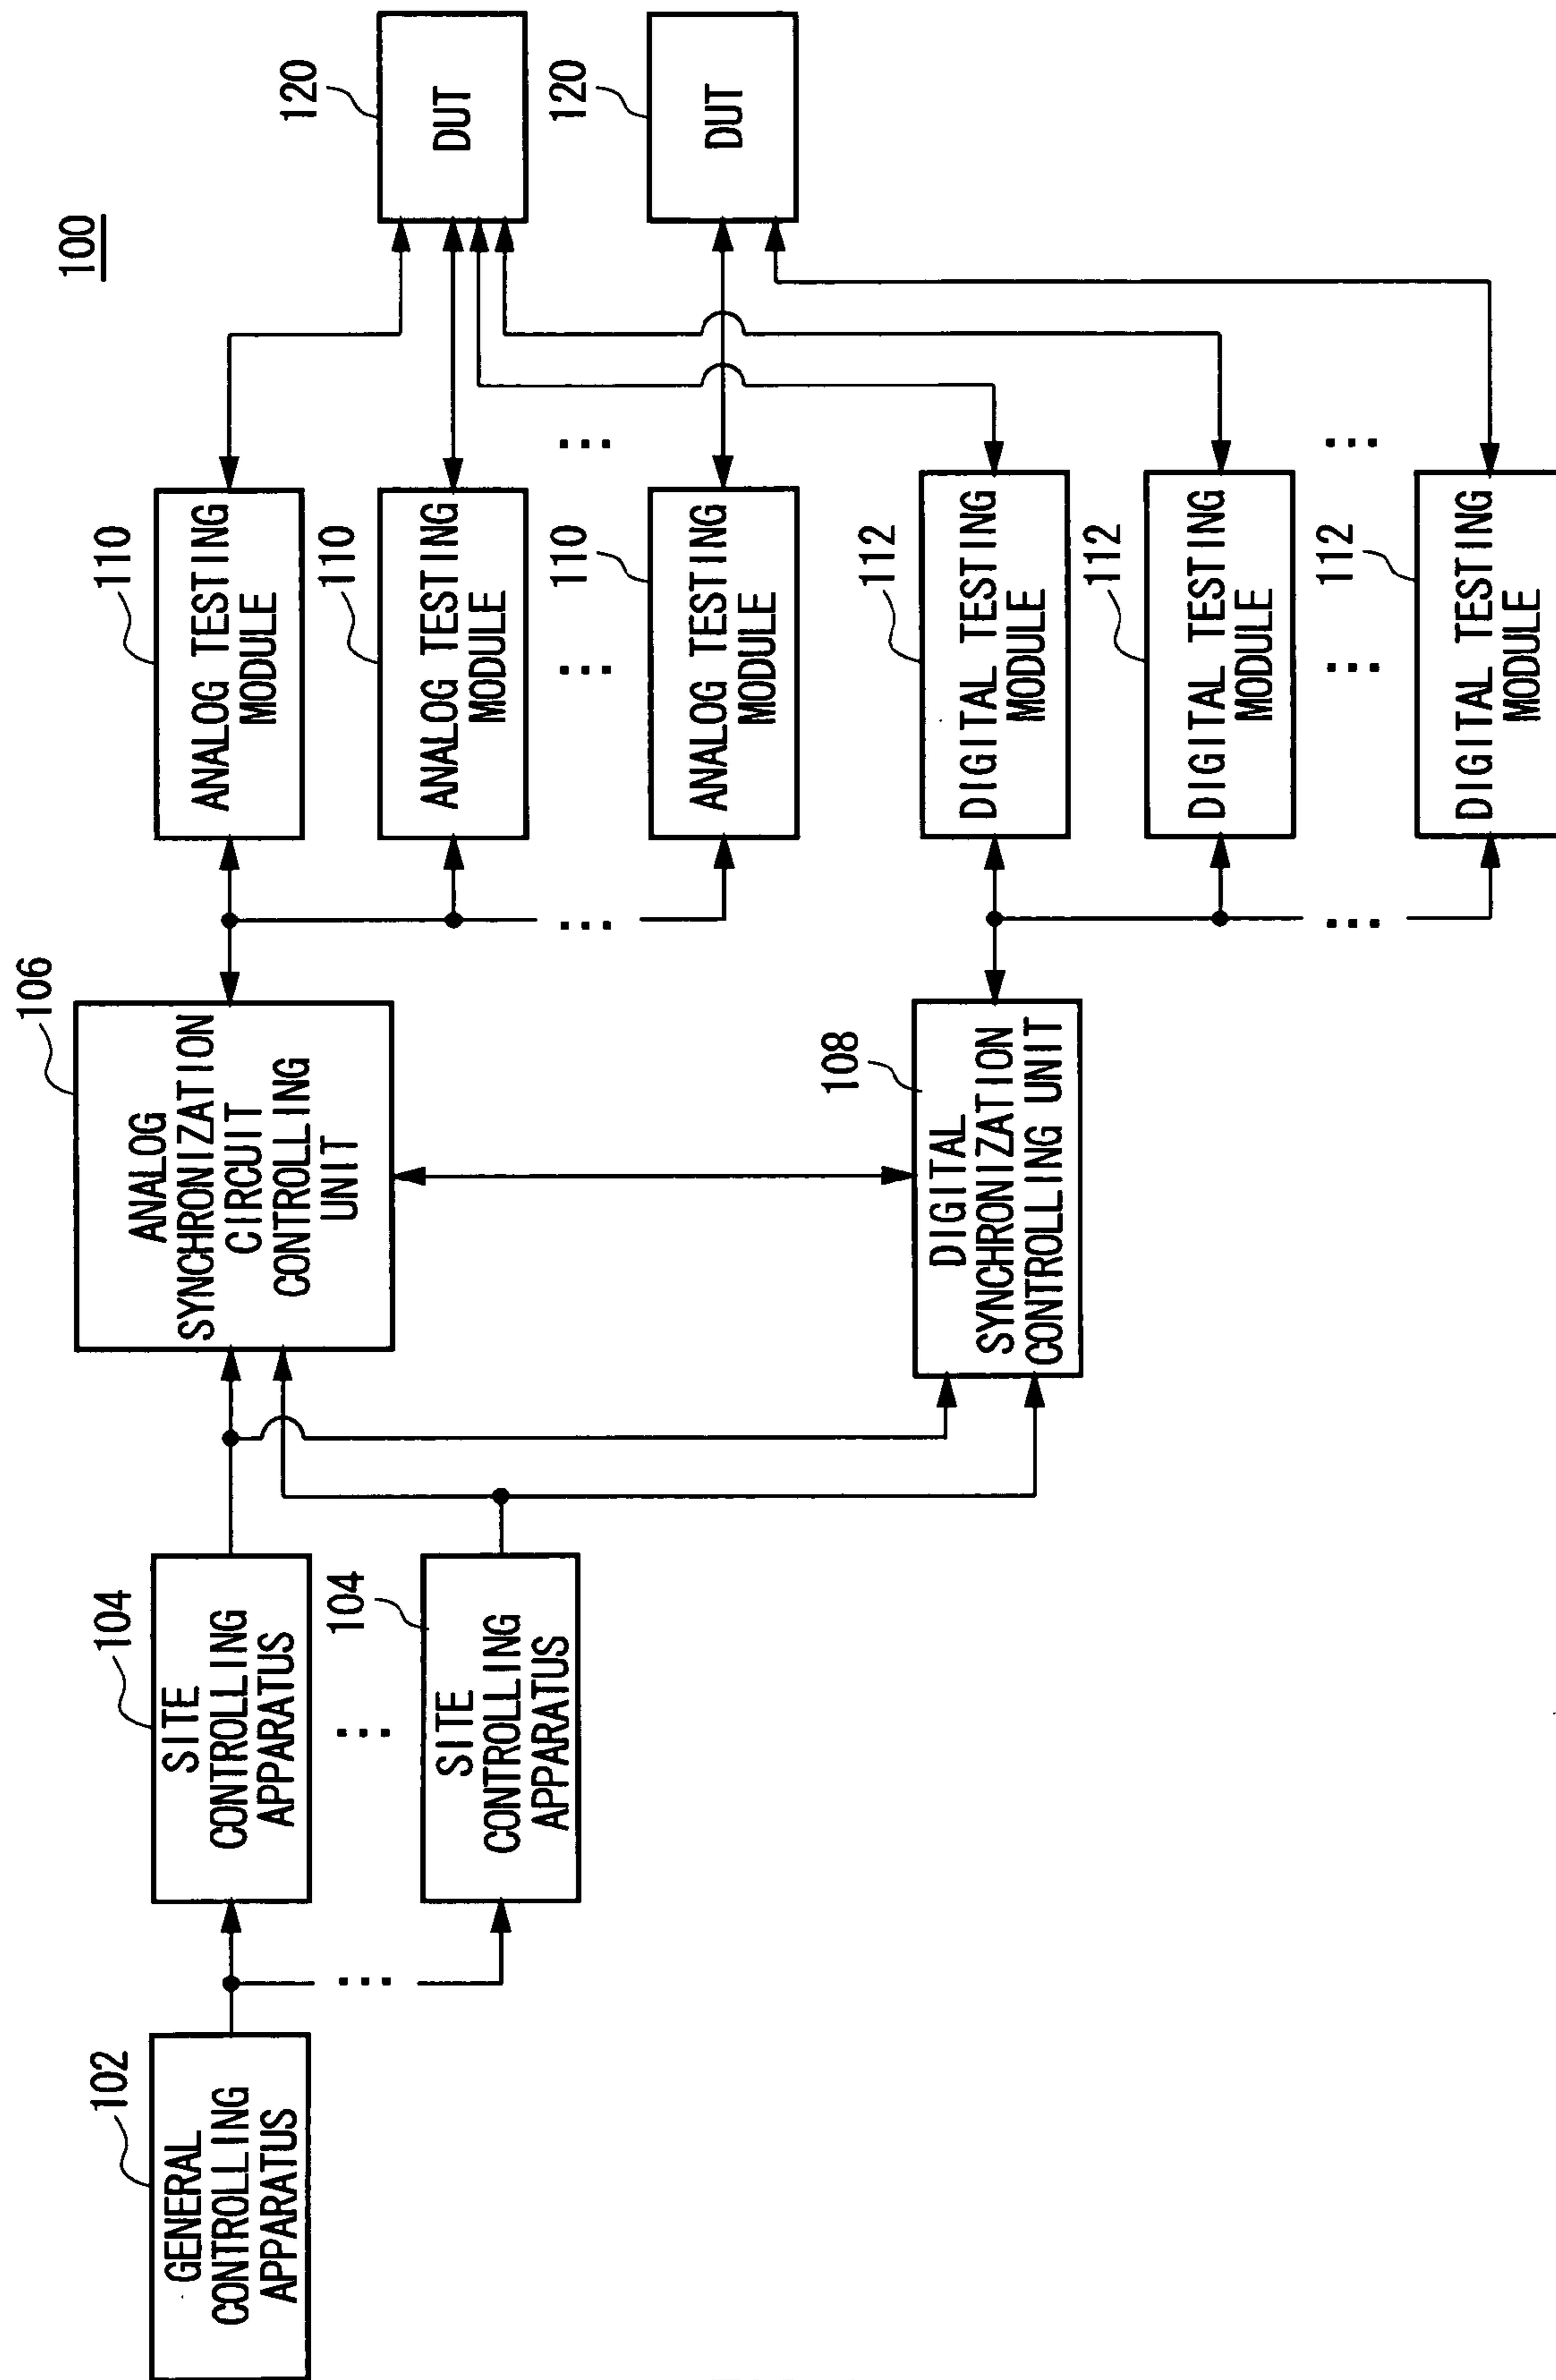 100
102
GENERAL
CONTROLLING
APPARATUS
104
SITE
CONTROLLING
APPARATUS
...
104
SITE
CONTROLLING
APPARATUS
...
106
ANALOG
SYNCHRONIZATION
CIRCUIT
CONTROLLING
UNIT
108
DIGITAL
SYNCHRONIZATION
CONTROLLING UNIT
110
ANALOG TESTING
MODULE
110
ANALOG TESTING
MODULE
...
...
...
110
ANALOG TESTING
MODULE
112
DIGITAL TESTING
MODULE
112
DIGITAL TESTING
MODULE
...
...
...
112
DIGITAL TESTING
MODULE
120
DUT
120
DUT